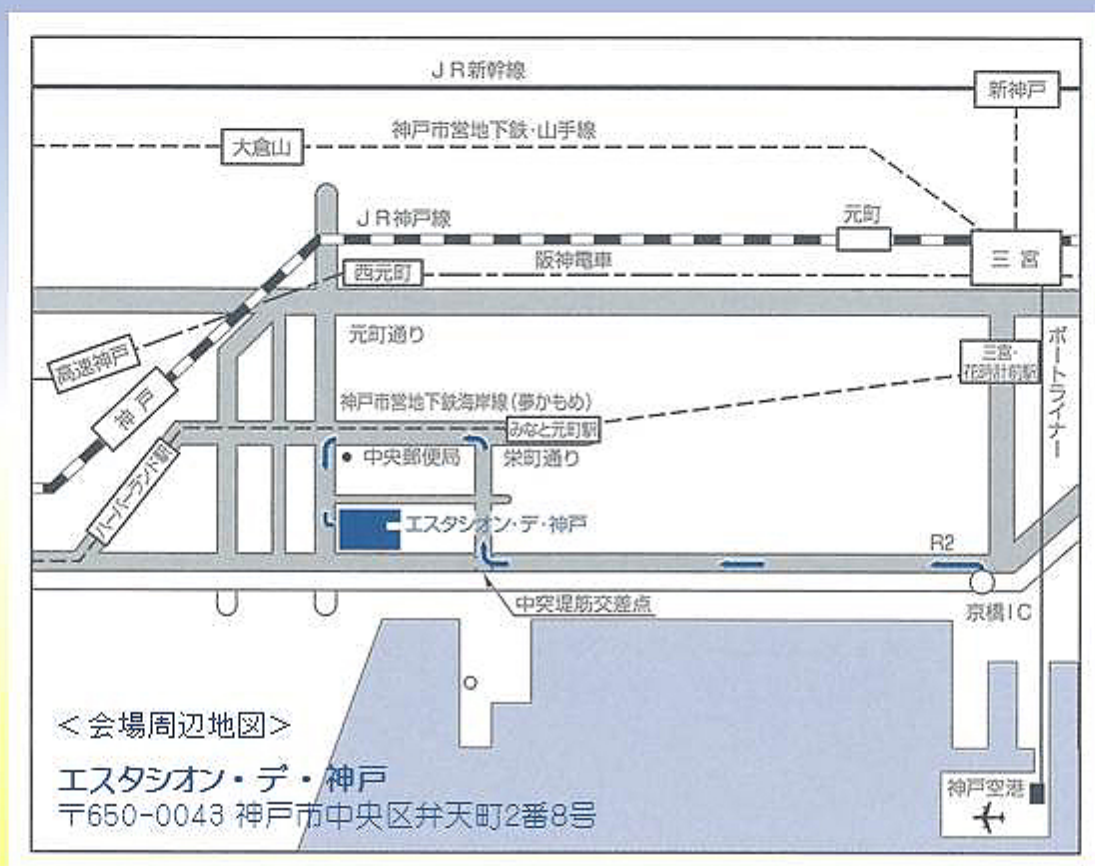 JR新幹線
新神戸
神戸市営地下鉄・山手線
大倉山
JR神戸線
元町
三宮
阪神電車
西元町
元町通り
ポートライナー
三宮・
花時計前駅
高速神戸
神戸
神戸市営地下鉄海岸線(夢かもめ)
みなと元町駅
中央郵便局
栄町通り
ハーバーランド駅
エスタシオン・デ・神戸
R2
中突堤筋交差点
京橋IC
<会場周辺地図>
エスタシオン・デ・神戸
〒650-0043 神戸市中央区弁天町2番8号
神戸空港